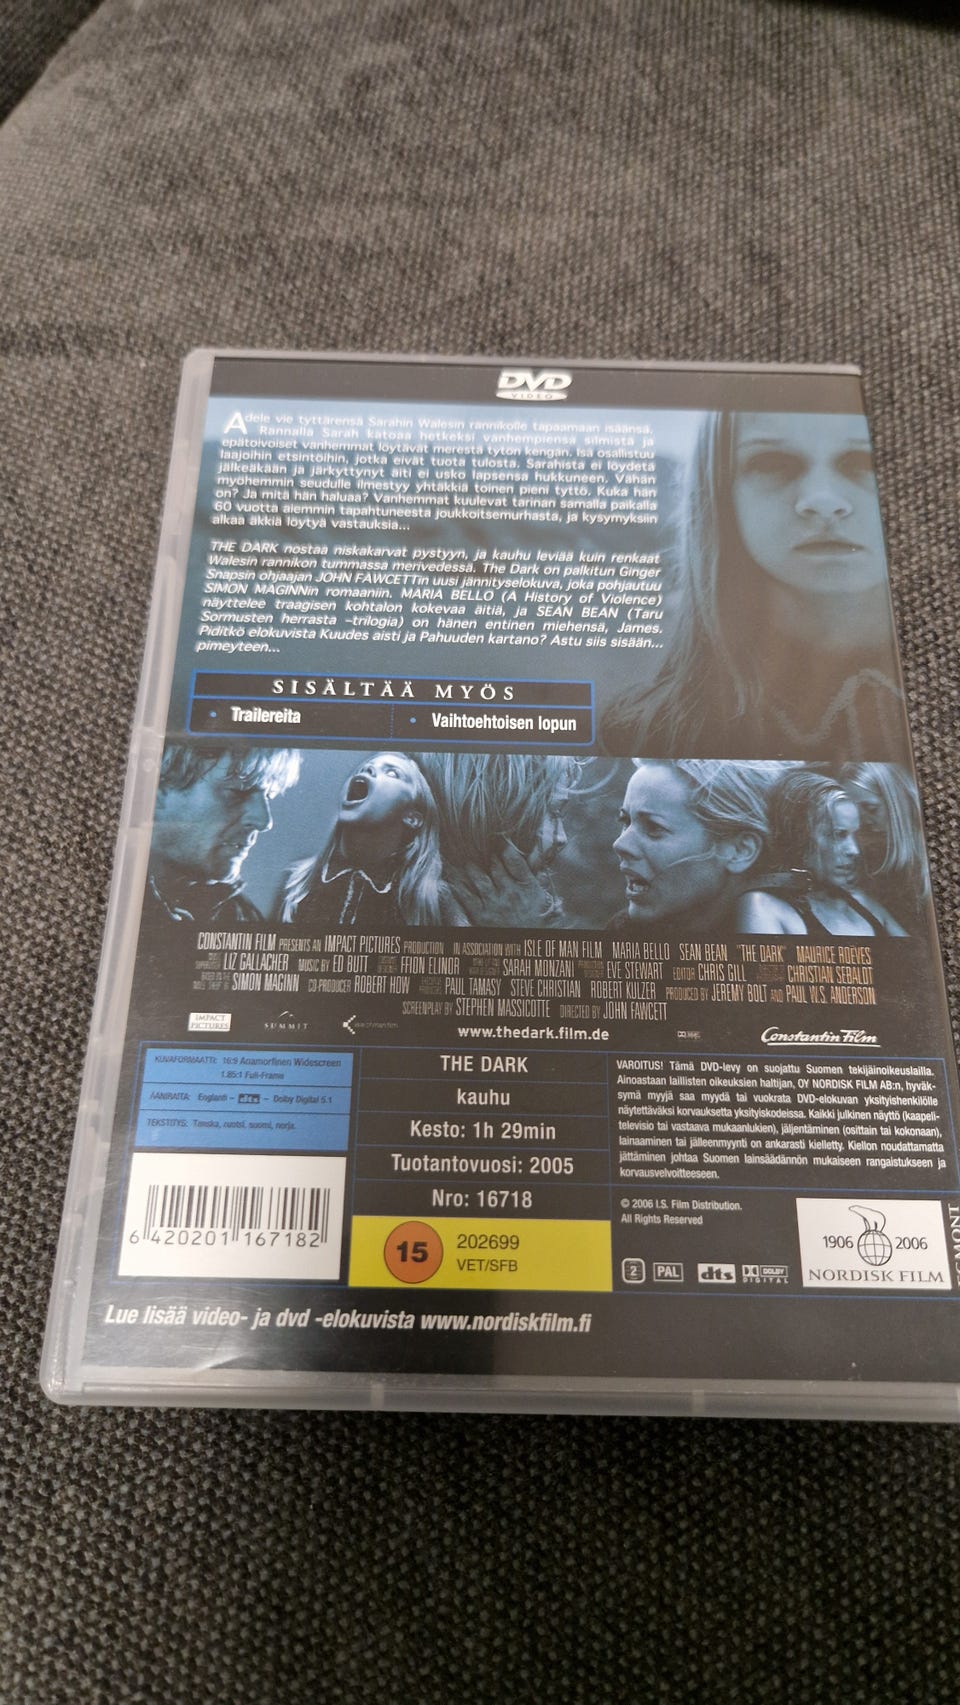 DVD
VIDEO
Adele vie tyttärensä Sarahin Walesin rannikolle tapaamaan isäänsä.
Rannalla Sarah katoaa hetkeksi vanhempiensa silmistä ja
epätoivoiset vanhemmat löytävät merestä tytön kengän. Isä osallistuu
laajoihin etsintöihin, jotka eivät tuota tulosta. Sarahista ei löydetä
jälkeäkään ja järkyttynyt äiti ei usko lapsensa hukkuneen. Vähän
myöhemmin seudulle ilmestyy yhtäkkiä toinen pieni tyttö. Kuka hän
on? Ja mitä hän haluaa? Vanhemmat kuulevat tarinan samalla paikalla
60 vuotta aiemmin tapahtuneesta joukkoitsemurhasta, ja kysymyksiin
alkaa äkkiä löytyä vastauksia...
THE DARK nostaa niskakarvat pystyyn, ja kauhu leviää kuin renkaat
Walesin rannikon tummassa merivedessä. The Dark on palkitun Ginger
Snapsin ohjaajan JOHN FAWCETTin uusi jännityselokuva, joka pohjautuu
SIMON MAGINNin romaaniin. MARIA BELLO (A History of Violence)
näyttelee traagisen kohtalon kokevaa äitiä, ja SEAN BEAN (Taru
Sormusten herrasta –trilogia) on hänen entinen miehensä, James.
Piditkö elokuvista Kuudes aisti ja Pahuuden kartano? Astu siis sisään...
pimeyteen...
SISÄLTÄÄ MYÖS
• Trailereita • Vaihtoehtoisen lopun
CONSTANTIN FILM PRESENTS AN IMPACT PICTURES PRODUCTION IN ASSOCIATION WITH ISLE OF MAN FILM MARIA BELLO SEAN BEAN "THE DARK" MAURICE ROËVES
LIZ GALLACHER MUSIC BY ED BUTT FFION ELINOR SARAH MONZANI EVE STEWART EDITOR CHRIS GILL CHRISTIAN SEBALDT
SIMON MAGINN CO-PRODUCER ROBERT HOW PAUL TAMASY STEVE CHRISTIAN ROBERT KULZER PRODUCED BY JEREMY BOLT AND PAUL W.S. ANDERSON
SCREENPLAY BY STEPHEN MASSICOTTE DIRECTED BY JOHN FAWCETT
IMPACT PICTURES
SUMMIT
isle of man film
www.thedark.film.de
Constantin Film
KUVAFORMAATTI: 16:9 Anamorfinen Widescreen
1.85:1 Full-Frame
ÄÄNIRAITA: Englanti – dts – Dolby Digital 5.1
TEKSTITYS: Tanska, ruotsi, suomi, norja.
6 420201 167182
THE DARK
kauhu
Kesto: 1h 29min
Tuotantovuosi: 2005
Nro: 16718
15
202699
VET/SFB
VAROITUS! Tämä DVD-levy on suojattu Suomen tekijäinoikeuslailla.
Ainoastaan laillisten oikeuksien haltijan, OY NORDISK FILM AB:n, hyväk-
symä myyjä saa myydä tai vuokrata DVD-elokuvan yksityishenkilölle
näytettäväksi korvauksetta yksityiskodeissa. Kaikki julkinen näyttö (kaapeli-
televisio tai vastaava mukaanlukien), jäljentäminen (osittain tai kokonaan),
lainaaminen tai jälleenmyynti on ankarasti kielletty. Kiellon noudattamatta
jättäminen johtaa Suomen lainsäädännön mukaiseen rangaistukseen ja
korvausvelvoitteeseen.
© 2006 I.S. Film Distribution.
All Rights Reserved
2 PAL dts DOLBY DIGITAL
1906 2006
NORDISK FILM
EGMONT
Lue lisää video- ja dvd -elokuvista www.nordiskfilm.fi